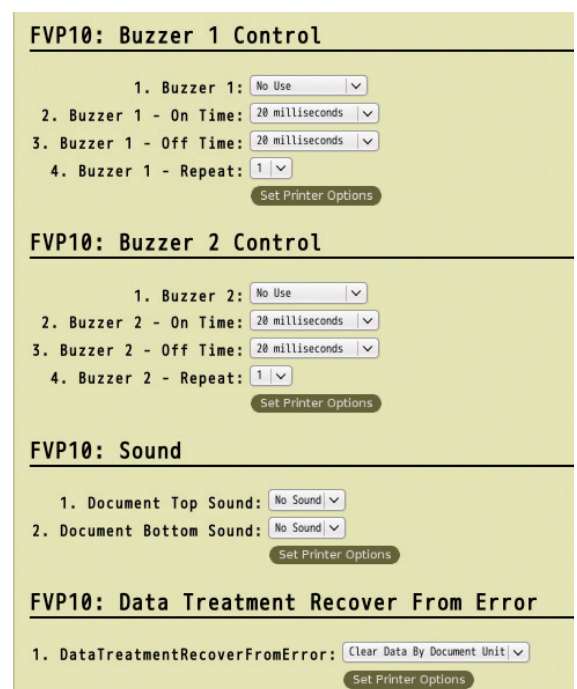 FVP10: Buzzer 1 Control
1. Buzzer 1: No Use
2. Buzzer 1 - On Time: 20 milliseconds
3. Buzzer 1 - Off Time: 20 milliseconds
4. Buzzer 1 - Repeat: 1
Set Printer Options
FVP10: Buzzer 2 Control
1. Buzzer 2: No Use
2. Buzzer 2 - On Time: 20 milliseconds
3. Buzzer 2 - Off Time: 20 milliseconds
4. Buzzer 2 - Repeat: 1
Set Printer Options
FVP10: Sound
1. Document Top Sound: No Sound
2. Document Bottom Sound: No Sound
Set Printer Options
FVP10: Data Treatment Recover From Error
1. DataTreatmentRecoverFromError: Clear Data By Document Unit
Set Printer Options